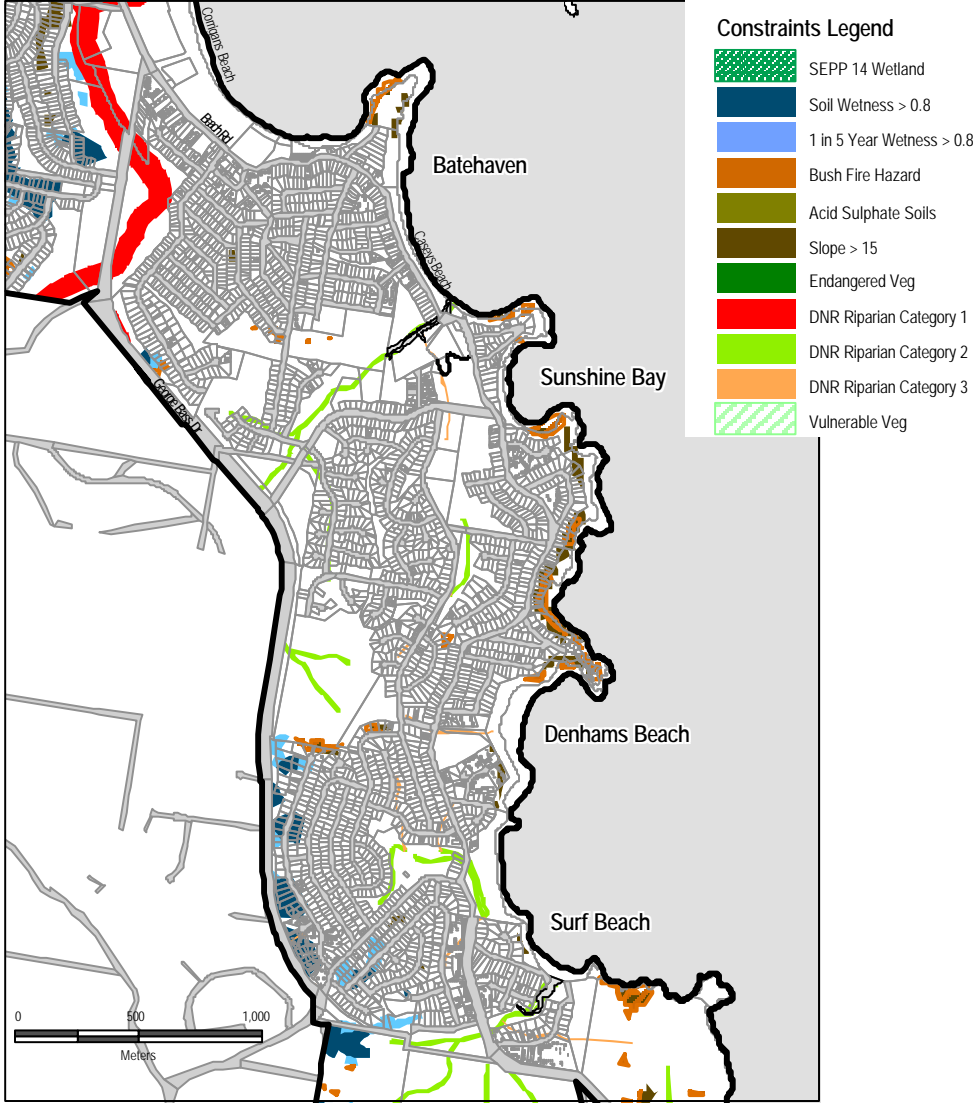 Constraints Legend
SEPP 14 Wetland
Soil Wetness > 0.8
1 in 5 Year Wetness > 0.8
Bush Fire Hazard
Acid Sulphate Soils
Slope > 15
Endangered Veg
DNR Riparian Category 1
DNR Riparian Category 2
DNR Riparian Category 3
Vulnerable Veg
Corrigans Beach
Beach Rd
Batehaven
Caseys Beach
Sunshine Bay
George Bass Dr
Denhams Beach
Surf Beach
0 500 1,000
Meters